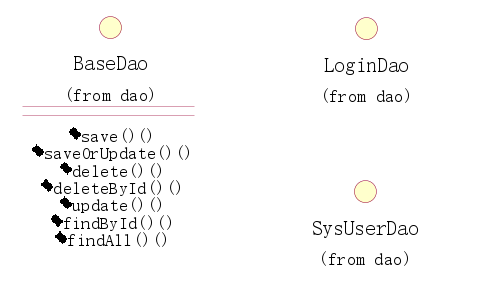 BaseDao
(from dao)
save()()
saveOrUpdate()()
delete()()
deleteById()()
update()()
findById()()
findAll()()
LoginDao
(from dao)
SysUserDao
(from dao)